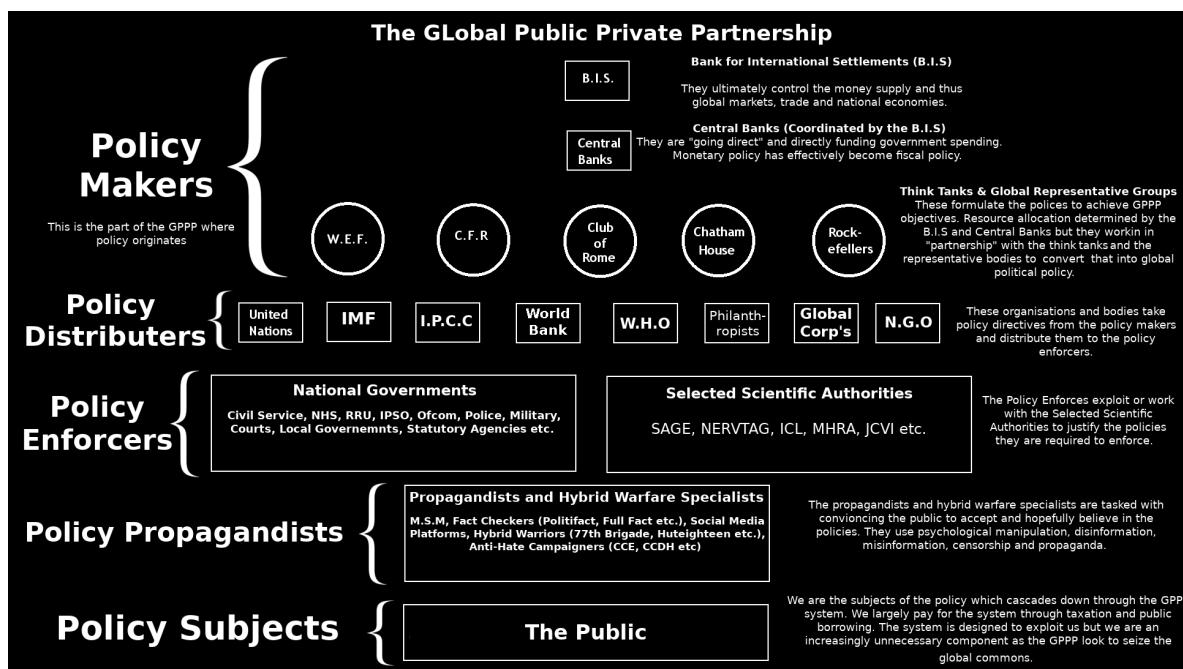 The GLobal Public Private Partnership
Policy
Makers
This is the part of the GPPP where
policy originates
B.I.S.
Bank for International Settlements (B.I.S)
They ultimately control the money supply and thus
global markets, trade and national economies.
Central
Banks
Central Banks (Coordinated by the B.I.S)
They are "going direct" and directly funding government spending.
Monetary policy has effectively become fiscal policy.
W.E.F.
C.F.R
Club
of
Rome
Chatham
House
Rock-
efellers
Think Tanks & Global Representative Groups
These formulate the polices to achieve GPPP
objectives. Resource allocation determined by the
B.I.S and Central Banks but they workin in
"partnership" with the think tanks and the
representative bodies to convert that into global
political policy.
Policy
Distributers
United
Nations
IMF
I.P.C.C
World
Bank
W.H.O
Philanth-
ropists
Global
Corp's
N.G.O
These organisations and bodies take
policy directives from the policy makers
and distribute them to the policy
enforcers.
Policy
Enforcers
National Governments
Civil Service, NHS, RRU, IPSO, Ofcom, Police, Military,
Courts, Local Governemnts, Statutory Agencies etc.
Selected Scientific Authorities
SAGE, NERVTAG, ICL, MHRA, JCVI etc.
The Policy Enforces exploit or work
with the Selected Scientific
Authorities to justify the policies
they are required to enforce.
Policy Propagandists
Propagandists and Hybrid Warfare Specialists
M.S.M, Fact Checkers (Politifact, Full Fact etc.), Social Media
Platforms, Hybrid Warriors (77th Brigade, Huteighteen etc.),
Anti-Hate Campaigners (CCE, CCDH etc)
The propagandists and hybrid warfare specialists are tasked with
convioncing the public to accept and hopefully believe in the
policies. They use psychological manipulation, disinformation,
misinformation, censorship and propaganda.
Policy Subjects
The Public
We are the subjects of the policy which cascades down through the GPP
system. We largely pay for the system through taxation and public
borrowing. The system is designed to exploit us but we are an
increasingly unnecessary component as the GPPP look to seize the
global commons.